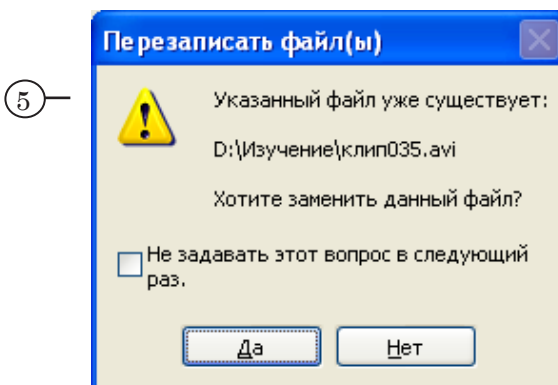 Перезаписать файл(ы)
5
Указанный файл уже существует:
D:\Изучение\клип035.avi
Хотите заменить данный файл?
Не задавать этот вопрос в следующий
раз.
Да
Нет